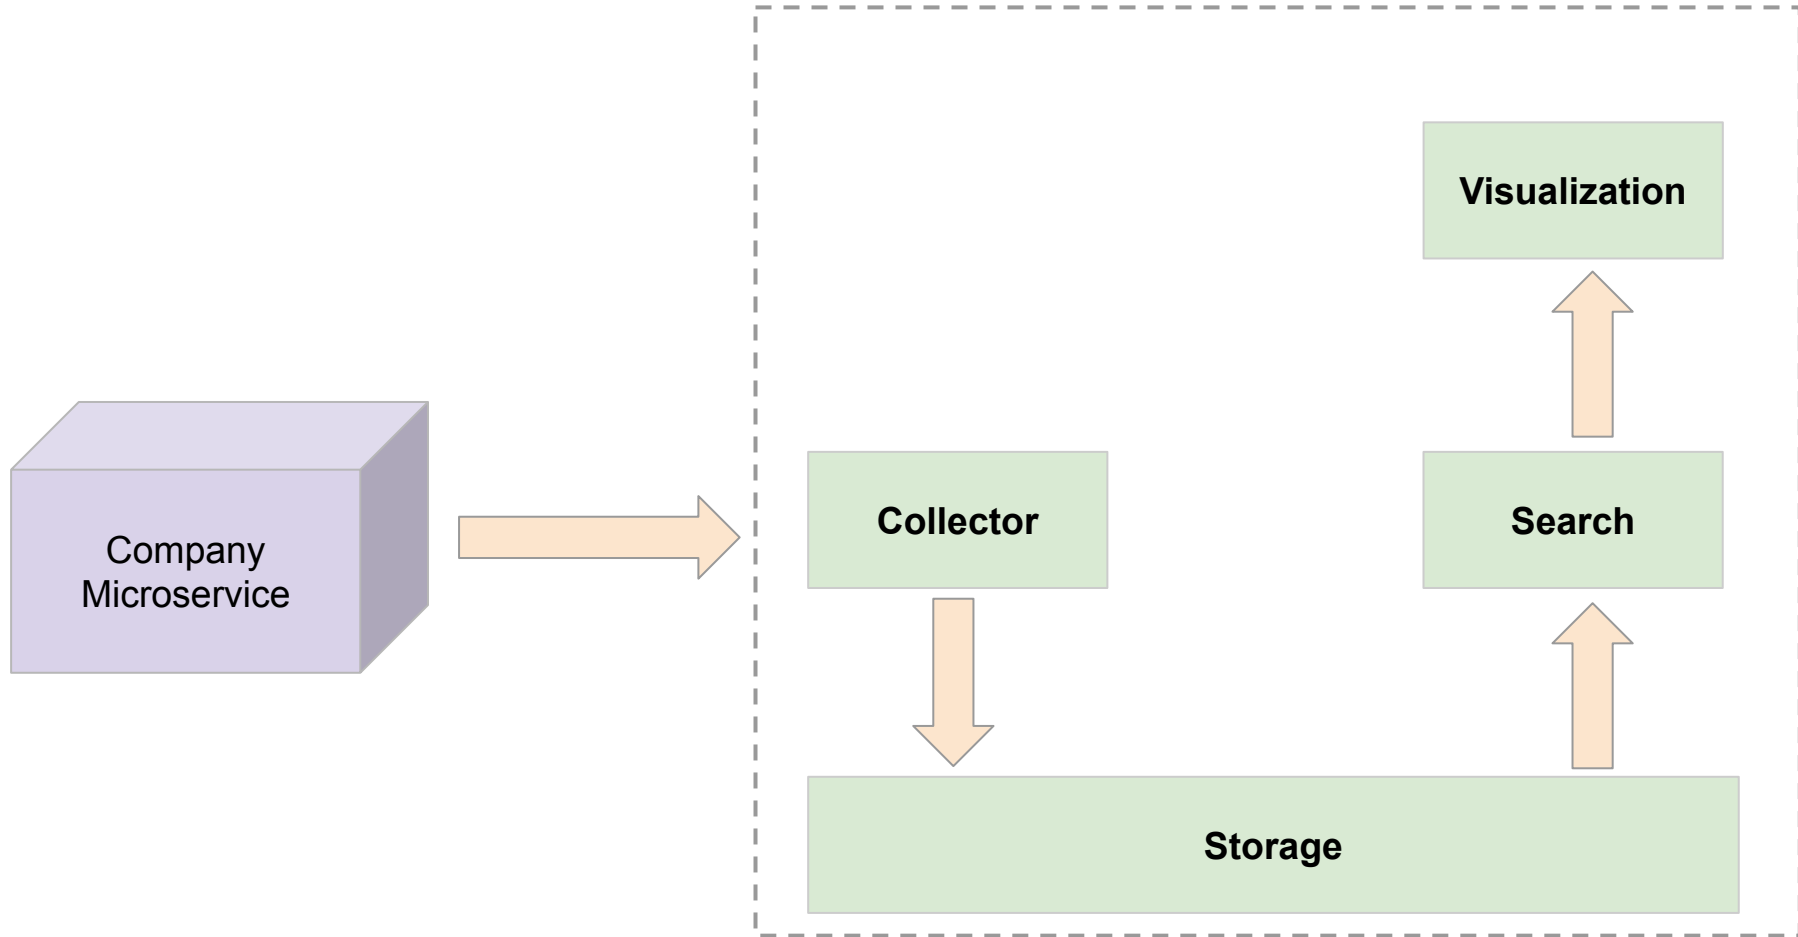 Visualization
Company
Microservice
Collector
Search
Storage